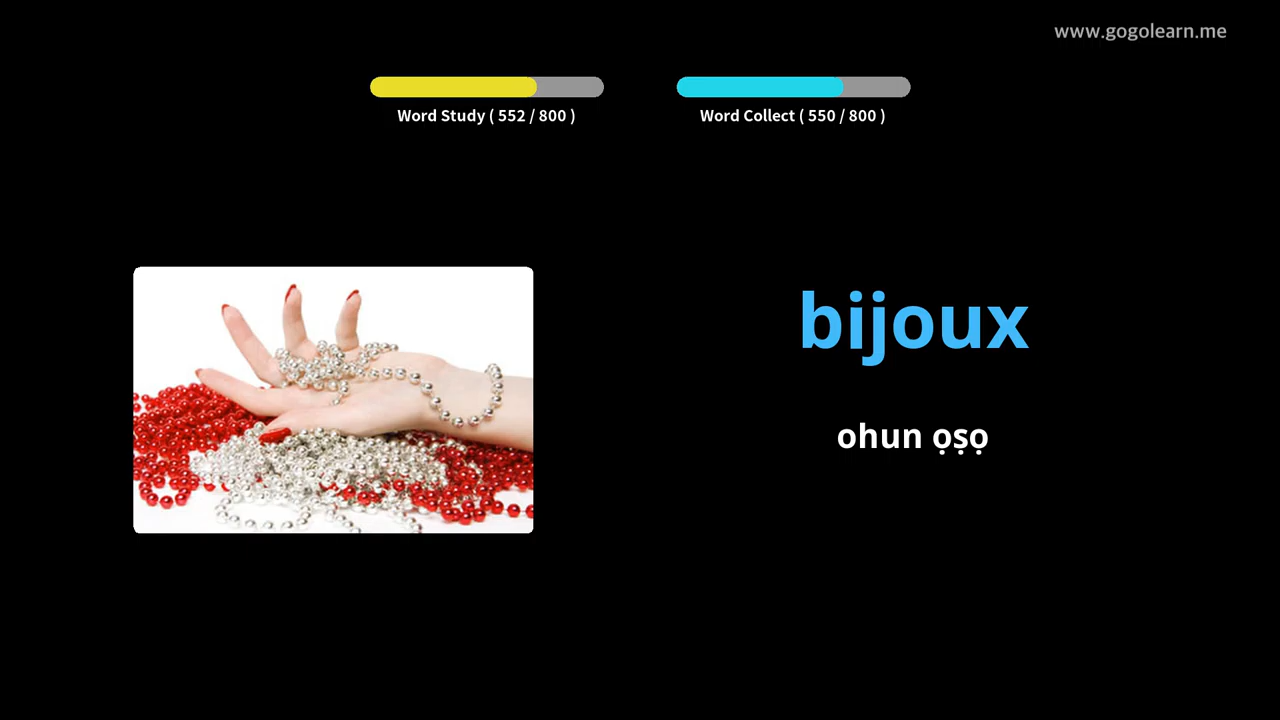 www.gogolearn.me
Word Study ( 552 / 800 )
Word Collect ( 550 / 800 )
bijoux
ohun ọṣọ